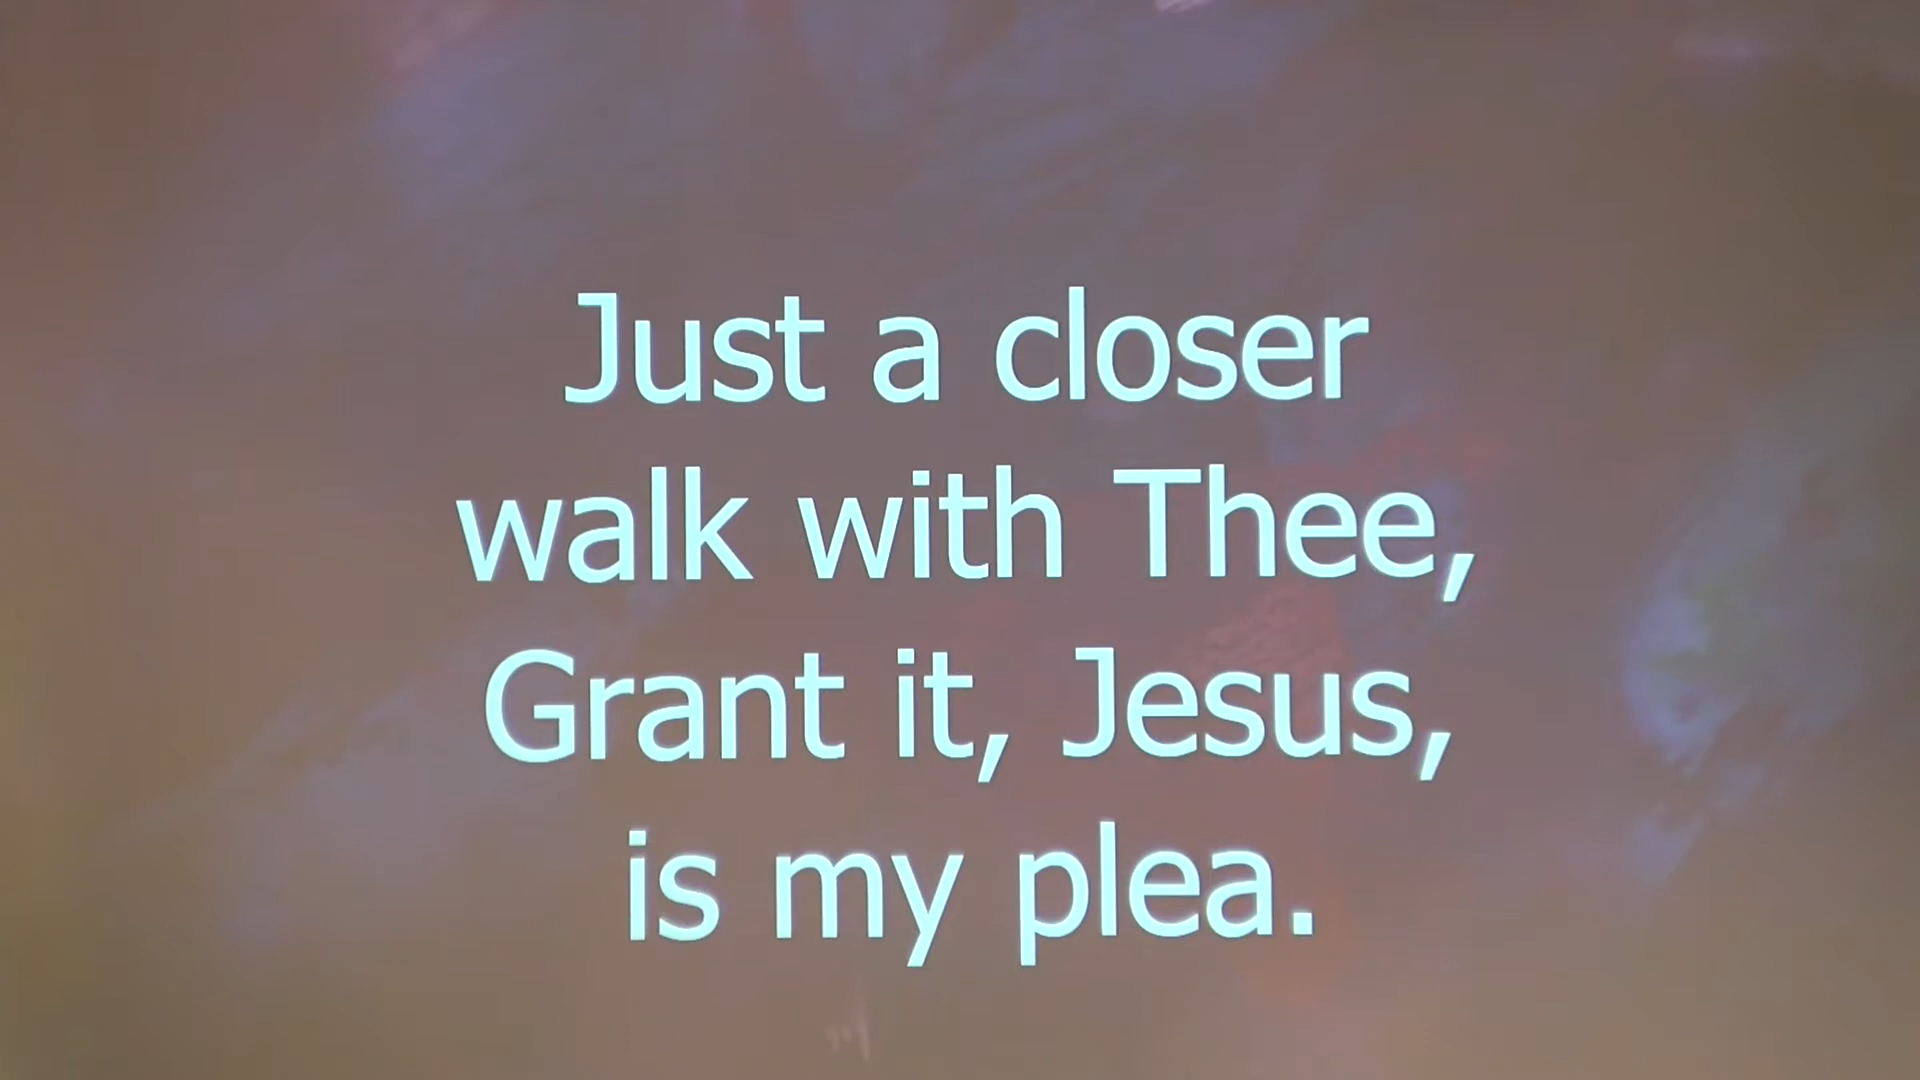 Just a closer
walk with Thee,
Grant it, Jesus,
is my plea.